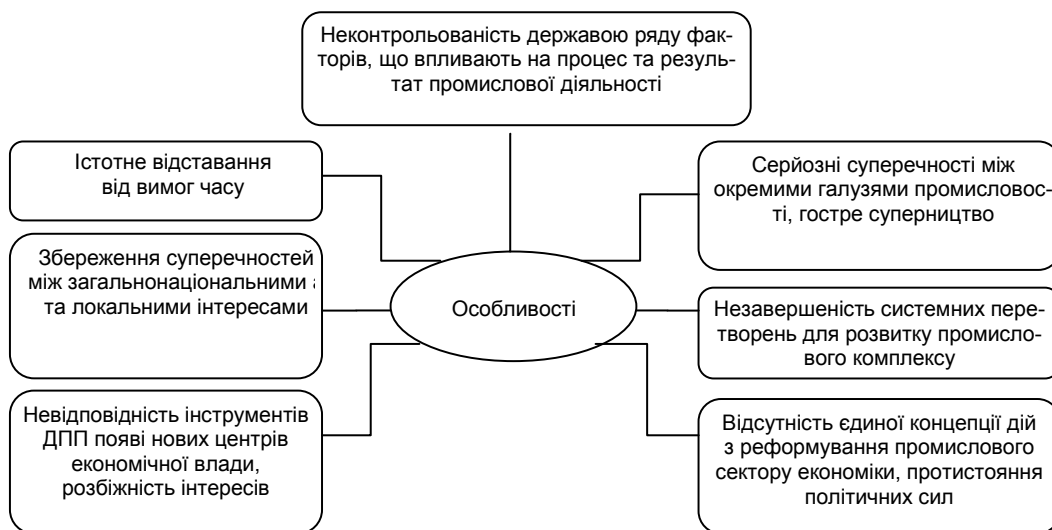 Неконтрольованість державою ряду фак-
торів, що впливають на процес та резуль-
тат промислової діяльності
Істотне відставання
від вимог часу
Серйозні суперечності між
окремими галузями промисловос-
ті, гостре суперництво
Збереження суперечностей
між загальнонаціональними
та локальними інтересами
Особливості
Незавершеність системних пере-
творень для розвитку промисло-
вого комплексу
Невідповідність інструментів
ДПП появі нових центрів
економічної влади,
розбіжність інтересів
Відсутність єдиної концепції дій
з реформування промислового
сектору економіки, протистояння
політичних сил